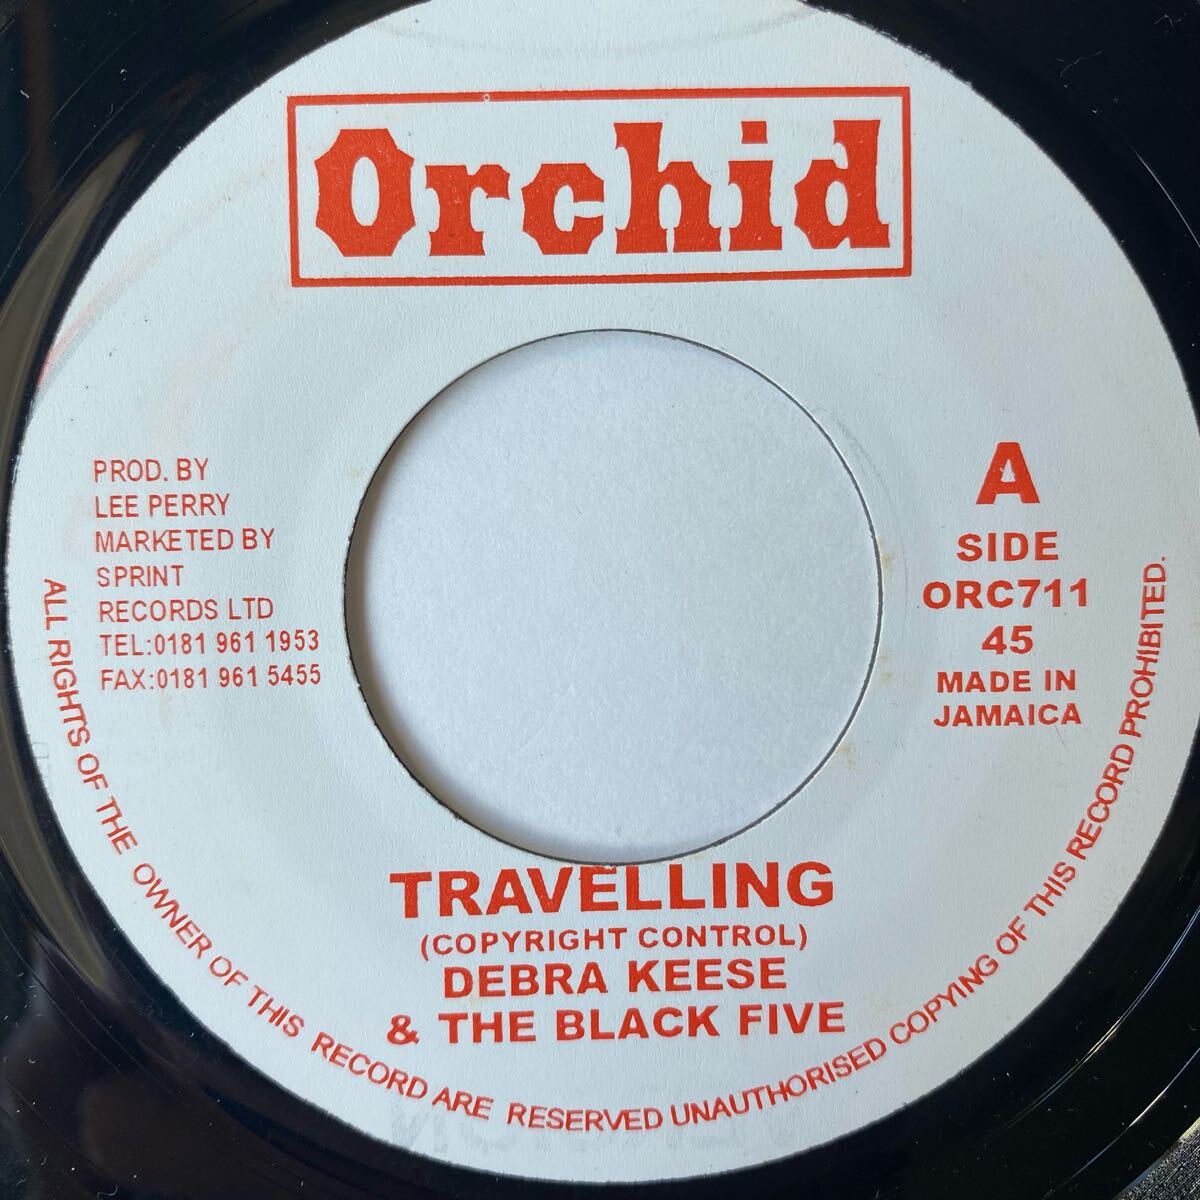 Orchid
PROD. BY
LEE PERRY
MARKETED BY
SPRINT
RECORDS LTD
TEL:0181 961 1953
FAX:0181 961 5455
A
SIDE
ORC711
45
MADE IN
JAMAICA
TRAVELLING
(COPYRIGHT CONTROL)
DEBRA KEESE
& THE BLACK FIVE
ALL RIGHTS OF THE OWNER OF THIS RECORD ARE RESERVED UNAUTHORISED COPYING OF THIS RECORD PROHIBITED.